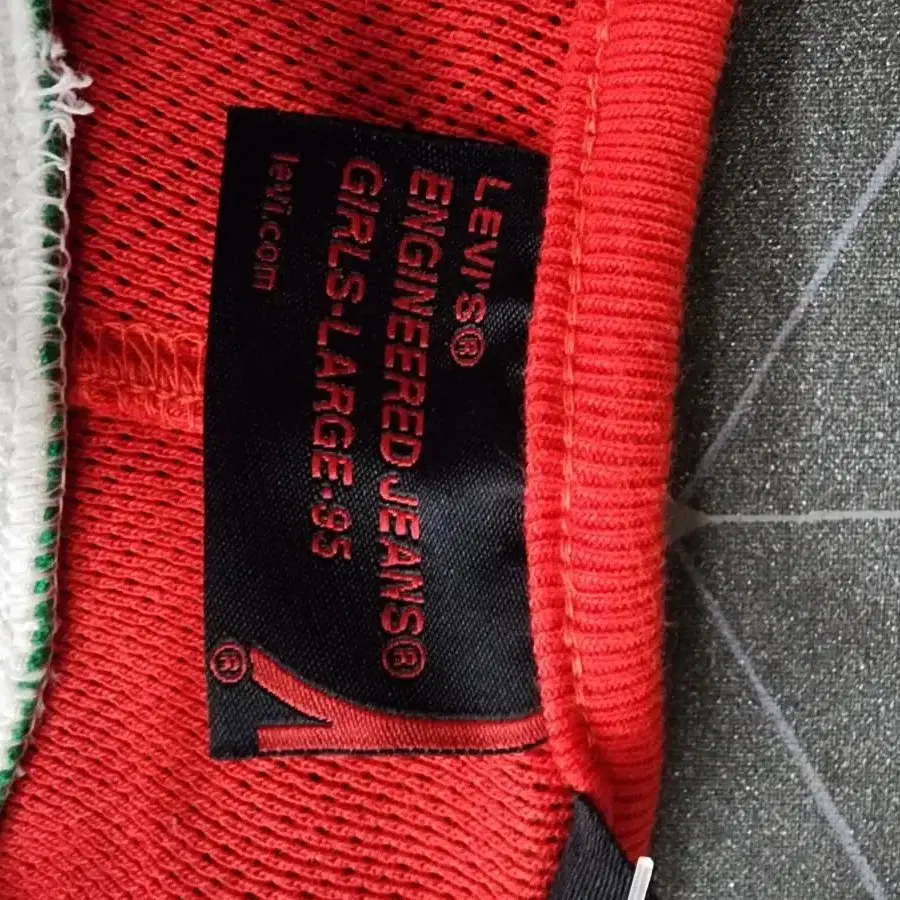 LEVI'S®
ENGINEERED JEANS®
GIRLS-LARGE·95
levi.com
®